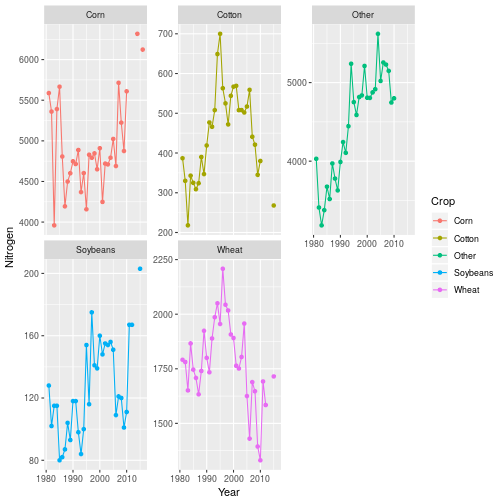 Corn
Cotton
Other
6000
5500
5000
4500
4000
700
600
500
400
300
200
5000
4000
1980 1990 2000 2010
Soybeans
Wheat
200
160
120
80
2250
2000
1750
1500
1980 1990 2000 2010
1980 1990 2000 2010
Year
Nitrogen
Crop
Corn
Cotton
Other
Soybeans
Wheat